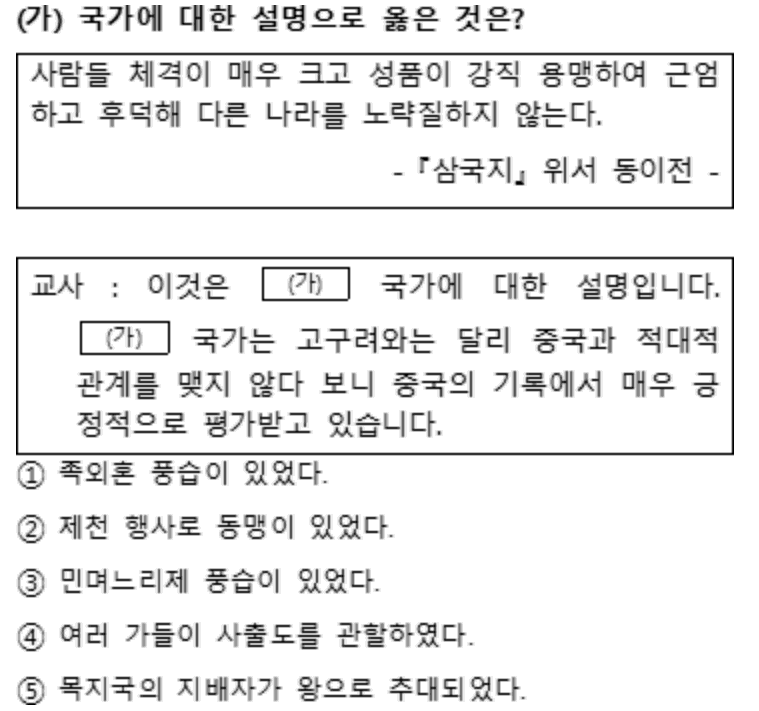 (가) 국가에 대한 설명으로 옳은 것은?
사람들 체격이 매우 크고 성품이 강직 용맹하여 근엄
하고 후덕해 다른 나라를 노략질하지 않는다.
-『삼국지』위서 동이전 -
교사 : 이것은 (가) 국가에 대한 설명입니다.
(가) 국가는 고구려와는 달리 중국과 적대적
관계를 맺지 않다 보니 중국의 기록에서 매우 긍
정적으로 평가받고 있습니다.
① 족외혼 풍습이 있었다.
② 제천 행사로 동맹이 있었다.
③ 민며느리제 풍습이 있었다.
④ 여러 가들이 사출도를 관할하였다.
⑤ 목지국의 지배자가 왕으로 추대되었다.